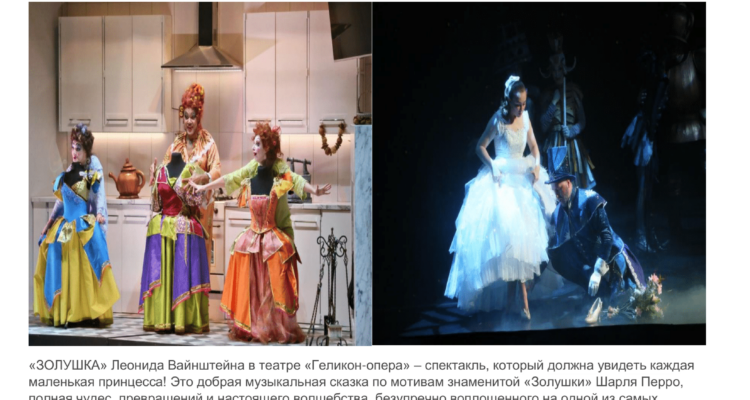 «ЗОЛУШКА» Леонида Вайнштейна в театре «Геликон-опера» – спектакль, который должна увидеть каждая
маленькая принцесса! Это добрая музыкальная сказка по мотивам знаменитой «Золушки» Шарля Перро,
полная чудес, превращений и настоящего волшебства, безупречно воплощенного на одной из самых